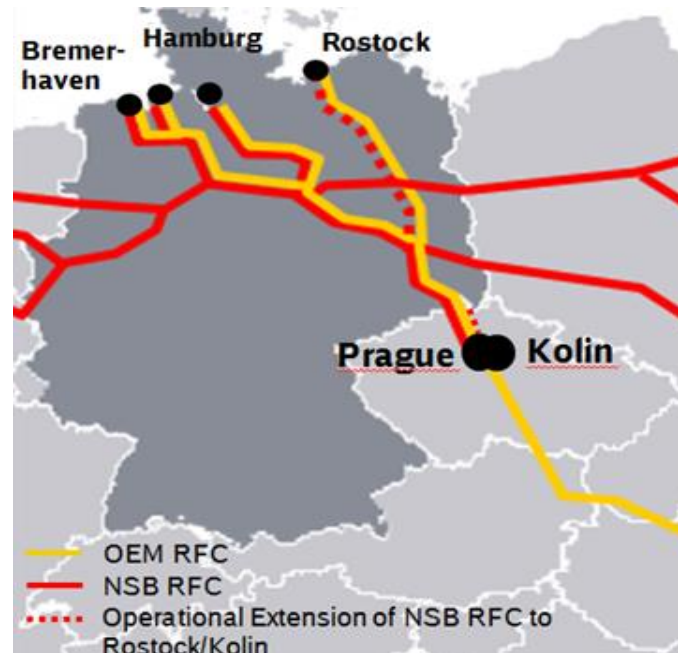 Bremer-
haven
Hamburg
Rostock
Prague
Kolin
OEM RFC
NSB RFC
Operational Extension of NSB RFC to
Rostock/Kolin